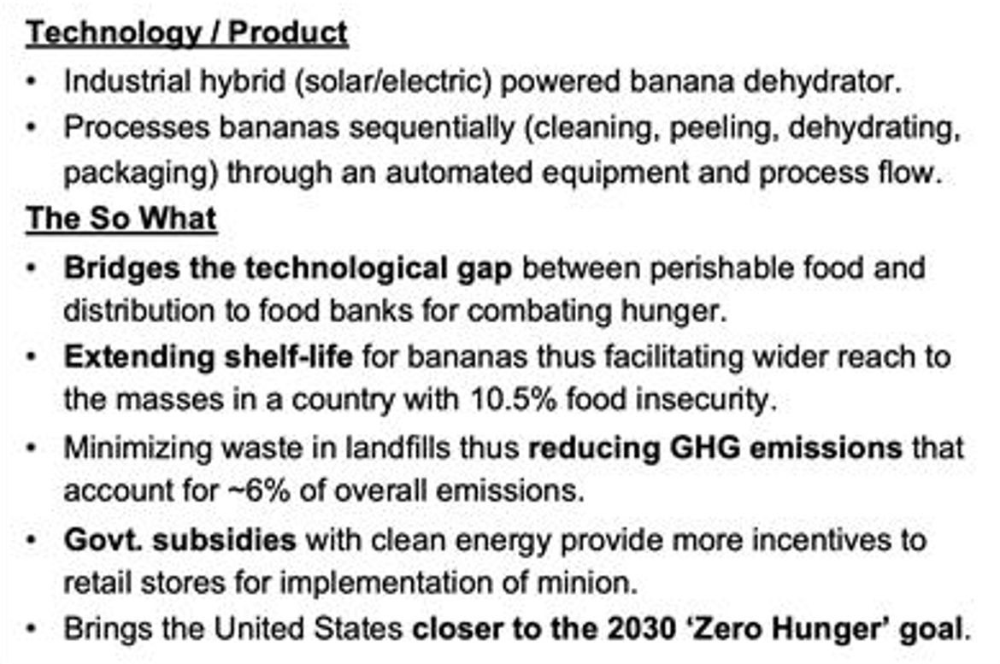 Technology / Product
• Industrial hybrid (solar/electric) powered banana dehydrator.
• Processes bananas sequentially (cleaning, peeling, dehydrating,
packaging) through an automated equipment and process flow.
The So What
• Bridges the technological gap between perishable food and
distribution to food banks for combating hunger.
• Extending shelf-life for bananas thus facilitating wider reach to
the masses in a country with 10.5% food insecurity.
• Minimizing waste in landfills thus reducing GHG emissions that
account for ~6% of overall emissions.
• Govt. subsidies with clean energy provide more incentives to
retail stores for implementation of minion.
• Brings the United States closer to the 2030 ‘Zero Hunger’ goal.